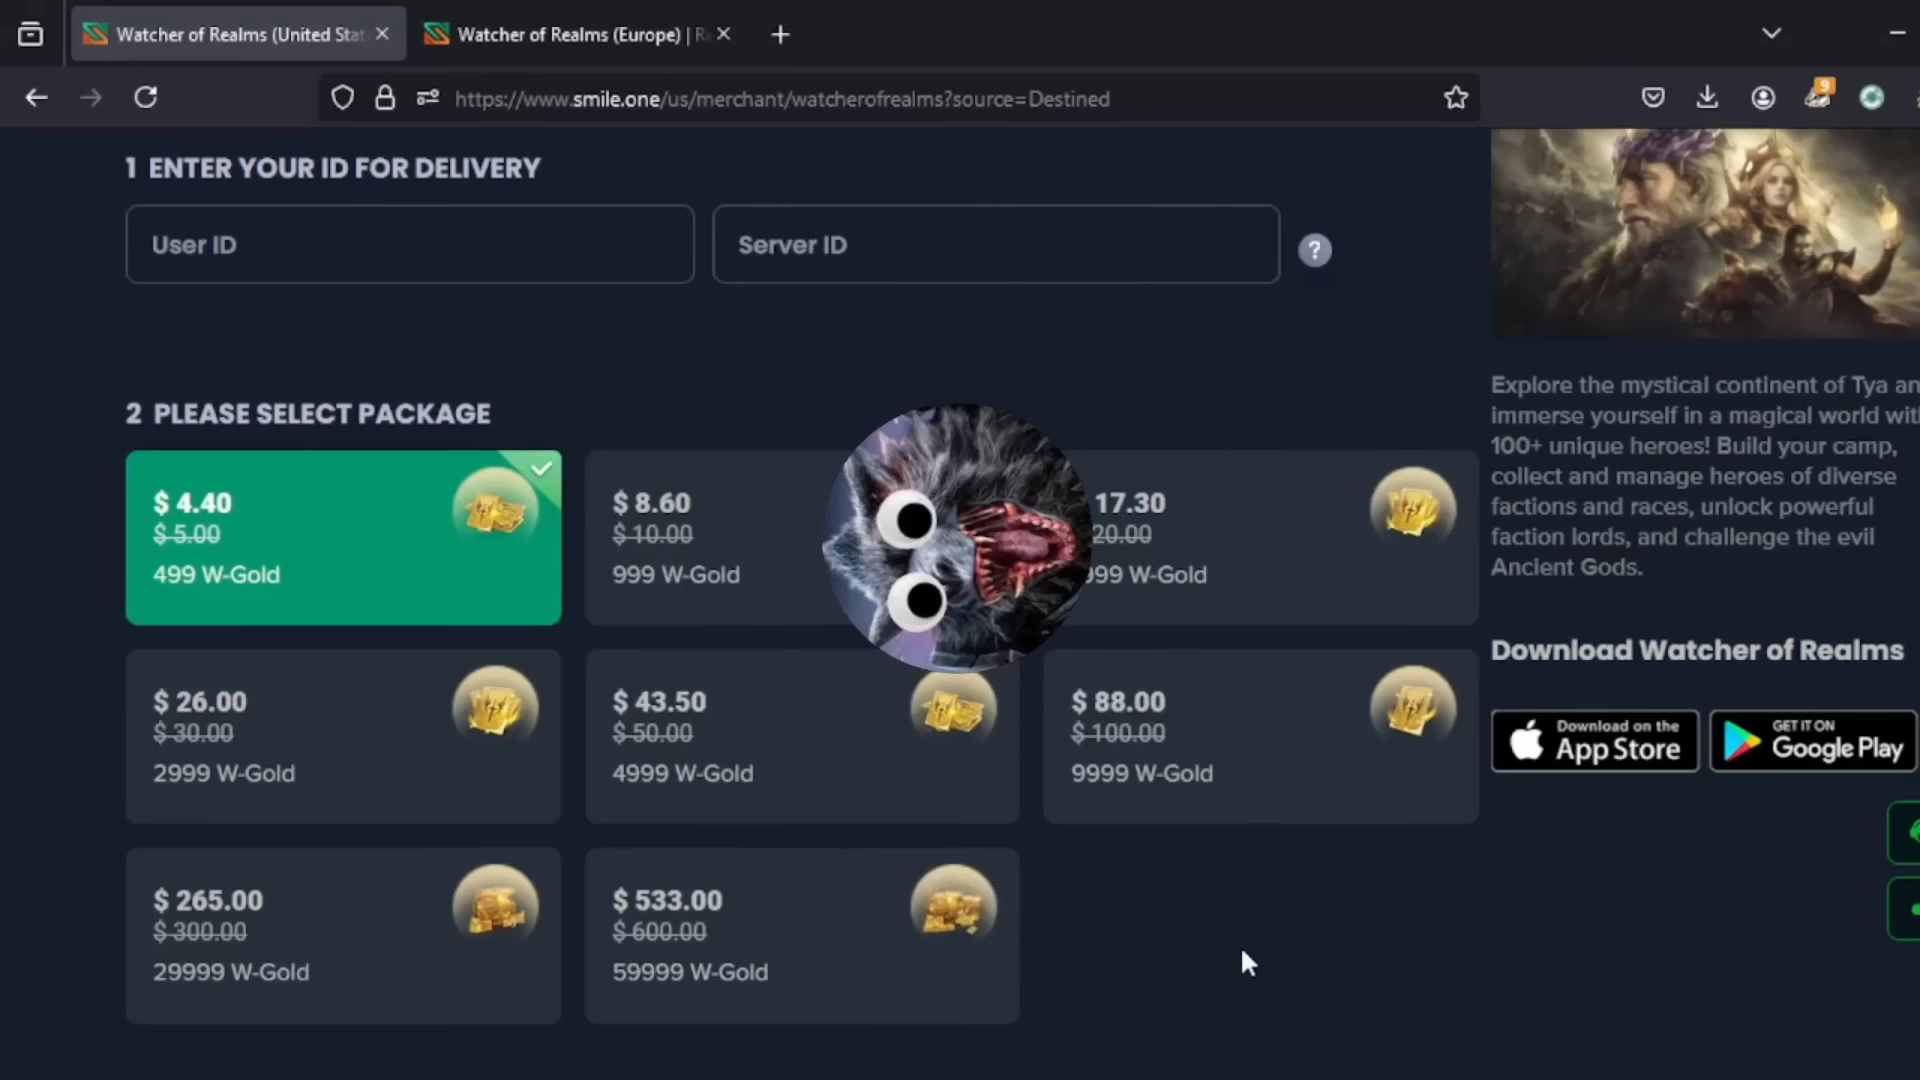 Watcher of Realms (United Stat
Watcher of Realms (Europe) | R
https://www.smile.one/us/merchant/watcherofrealms?source=Destined
9
1 ENTER YOUR ID FOR DELIVERY
User ID
Server ID
?
2 PLEASE SELECT PACKAGE
$ 4.40
$ 5.00
499 W-Gold
$ 8.60
$ 10.00
999 W-Gold
17.30
20.00
999 W-Gold
$ 26.00
$ 30.00
2999 W-Gold
$ 43.50
$ 50.00
4999 W-Gold
$ 88.00
$ 100.00
9999 W-Gold
$ 265.00
$ 300.00
29999 W-Gold
$ 533.00
$ 600.00
59999 W-Gold
Explore the mystical continent of Tya an
immerse yourself in a magical world with
100+ unique heroes! Build your camp,
collect and manage heroes of diverse
factions and races, unlock powerful
faction lords, and challenge the evil
Ancient Gods.
Download Watcher of Realms
Download on the
App Store
GET IT ON
Google Play